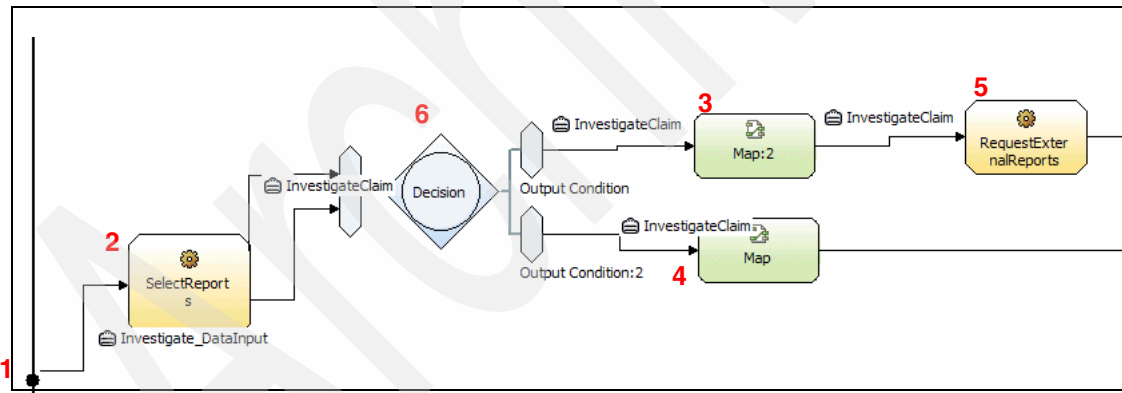 6
3
5
InvestigateClaim
InvestigateClaim
Map:2
RequestExter
nalReports
InvestigateClaim
Decision
Output Condition
2
InvestigateClaim
4
Map
SelectReport
s
Output Condition:2
Investigate_DataInput
1